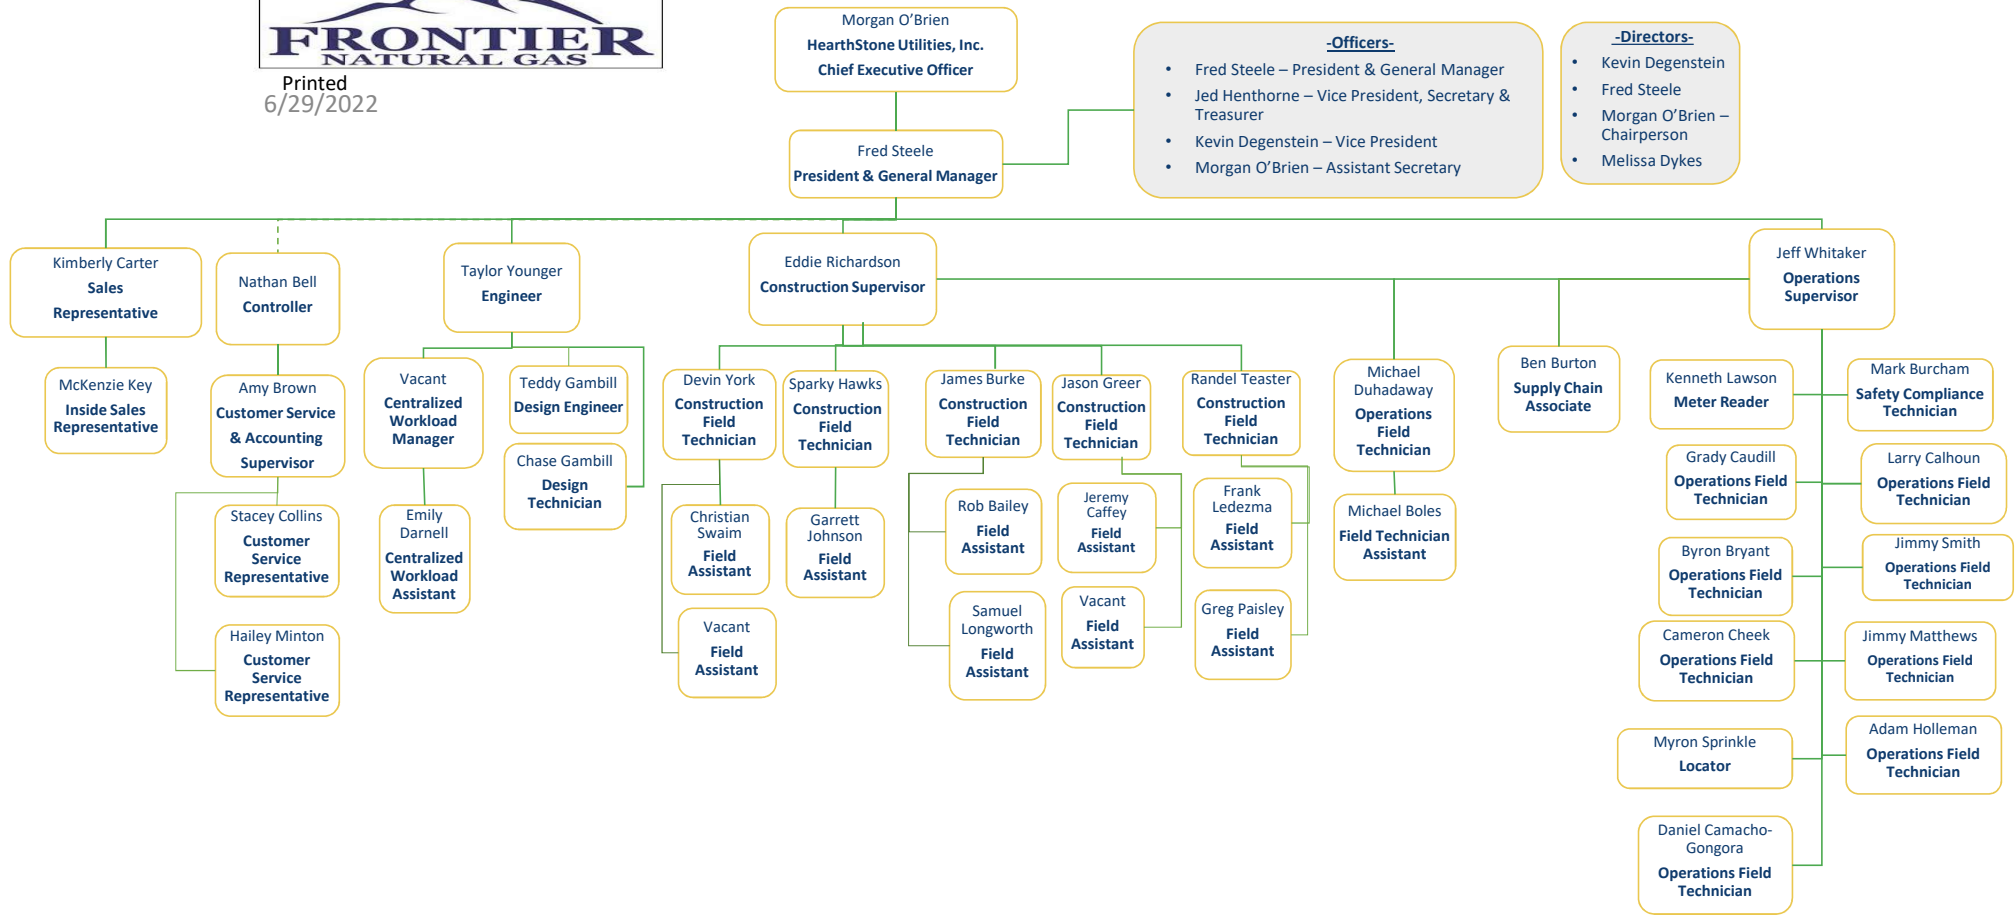 FRONTIER
NATURAL GAS
Printed
6/29/2022
Morgan O’Brien
HearthStone Utilities, Inc.
Chief Executive Officer
Fred Steele
President & General Manager
-Officers-
• Fred Steele – President & General Manager
• Jed Henthorne – Vice President, Secretary &
Treasurer
• Kevin Degenstein – Vice President
• Morgan O’Brien – Assistant Secretary
-Directors-
• Kevin Degenstein
• Fred Steele
• Morgan O’Brien –
Chairperson
• Melissa Dykes
Kimberly Carter
Sales
Representative
Nathan Bell
Controller
Taylor Younger
Engineer
Eddie Richardson
Construction Supervisor
Jeff Whitaker
Operations
Supervisor
McKenzie Key
Inside Sales
Representative
Amy Brown
Customer Service
& Accounting
Supervisor
Stacey Collins
Customer
Service
Representative
Hailey Minton
Customer
Service
Representative
Vacant
Centralized
Workload
Manager
Emily
Darnell
Centralized
Workload
Assistant
Teddy Gambill
Design Engineer
Chase Gambill
Design
Technician
Devin York
Construction
Field
Technician
Christian
Swaim
Field
Assistant
Vacant
Field
Assistant
Sparky Hawks
Construction
Field
Technician
Garrett
Johnson
Field
Assistant
James Burke
Construction
Field
Technician
Rob Bailey
Field
Assistant
Samuel
Longworth
Field
Assistant
Jason Greer
Construction
Field
Technician
Jeremy
Caffey
Field
Assistant
Vacant
Field
Assistant
Randel Teaster
Construction
Field
Technician
Frank
Ledezma
Field
Assistant
Greg Paisley
Field
Assistant
Michael
Duhadaway
Operations
Field
Technician
Michael Boles
Field Technician
Assistant
Ben Burton
Supply Chain
Associate
Kenneth Lawson
Meter Reader
Mark Burcham
Safety Compliance
Technician
Grady Caudill
Operations Field
Technician
Larry Calhoun
Operations Field
Technician
Byron Bryant
Operations Field
Technician
Jimmy Smith
Operations Field
Technician
Cameron Cheek
Operations Field
Technician
Jimmy Matthews
Operations Field
Technician
Myron Sprinkle
Locator
Adam Holleman
Operations Field
Technician
Daniel Camacho-
Gongora
Operations Field
Technician